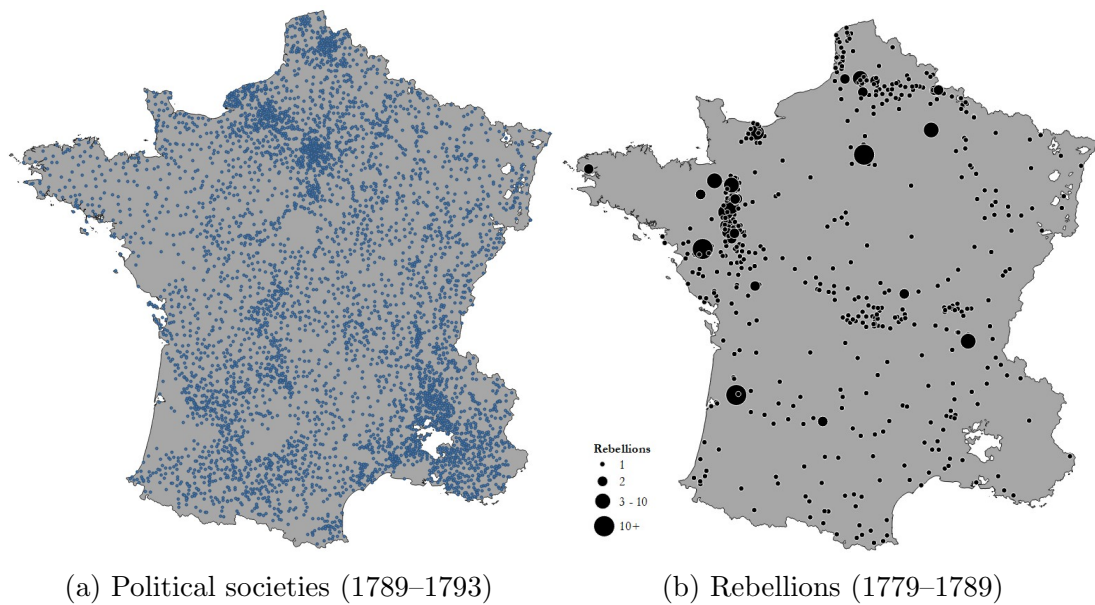 Rebellions
1
2
3 - 10
10+
(a) Political societies (1789–1793)
(b) Rebellions (1779–1789)